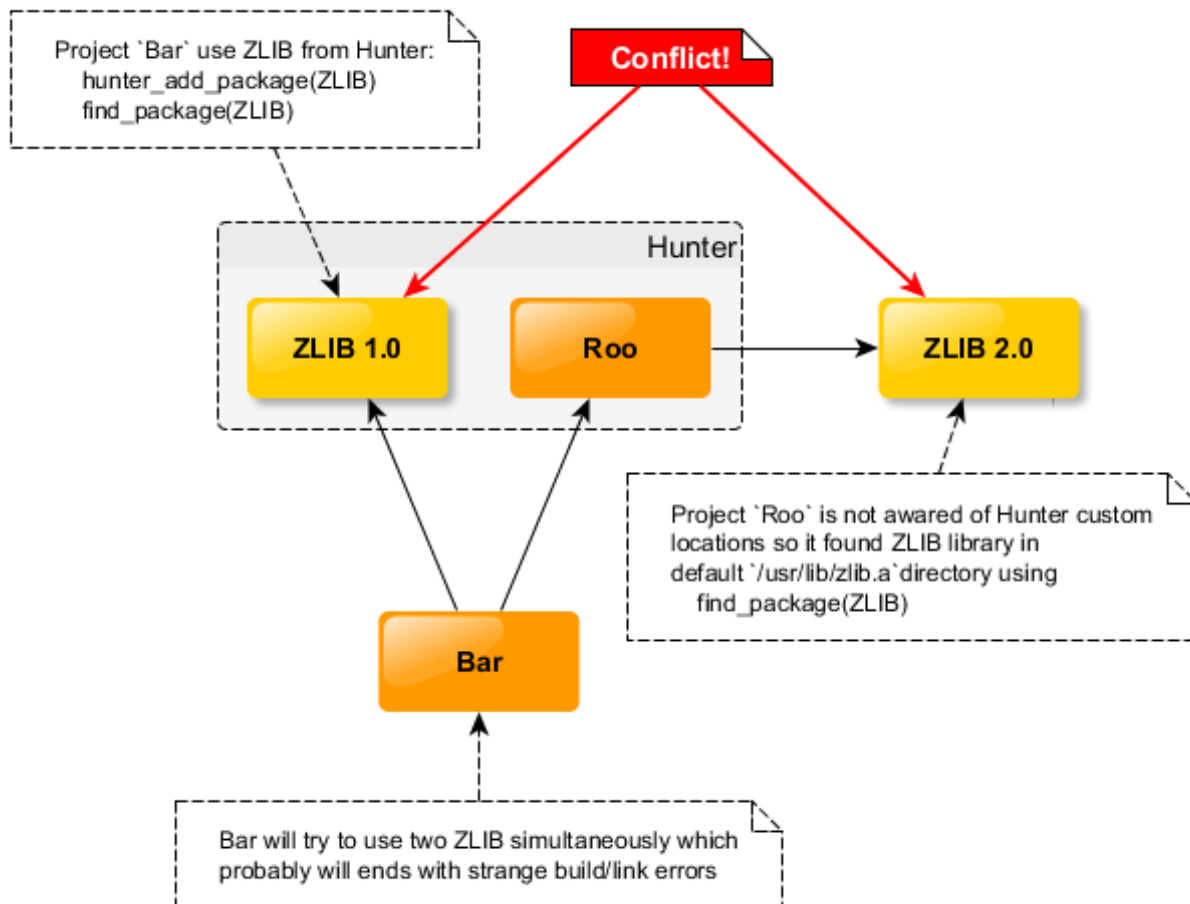 Project `Bar` use ZLIB from Hunter:
hunter_add_package(ZLIB)
find_package(ZLIB)
Conflict!
Hunter
ZLIB 1.0
Roo
ZLIB 2.0
Project `Roo` is not awared of Hunter custom
locations so it found ZLIB library in
default `/usr/lib/zlib.a`directory using
find_package(ZLIB)
Bar
Bar will try to use two ZLIB simultaneously which
probably will ends with strange build/link errors